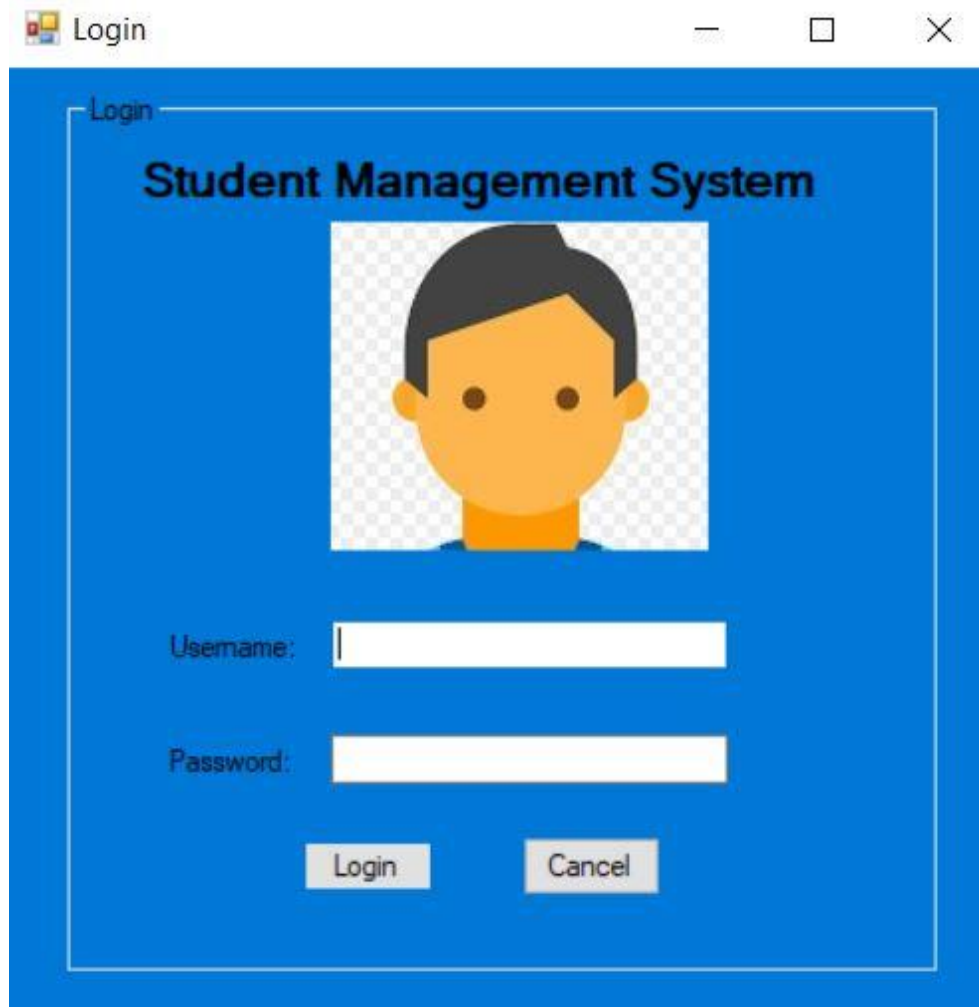 Login
Login
Student Management System
Username:
Password:
Login Cancel